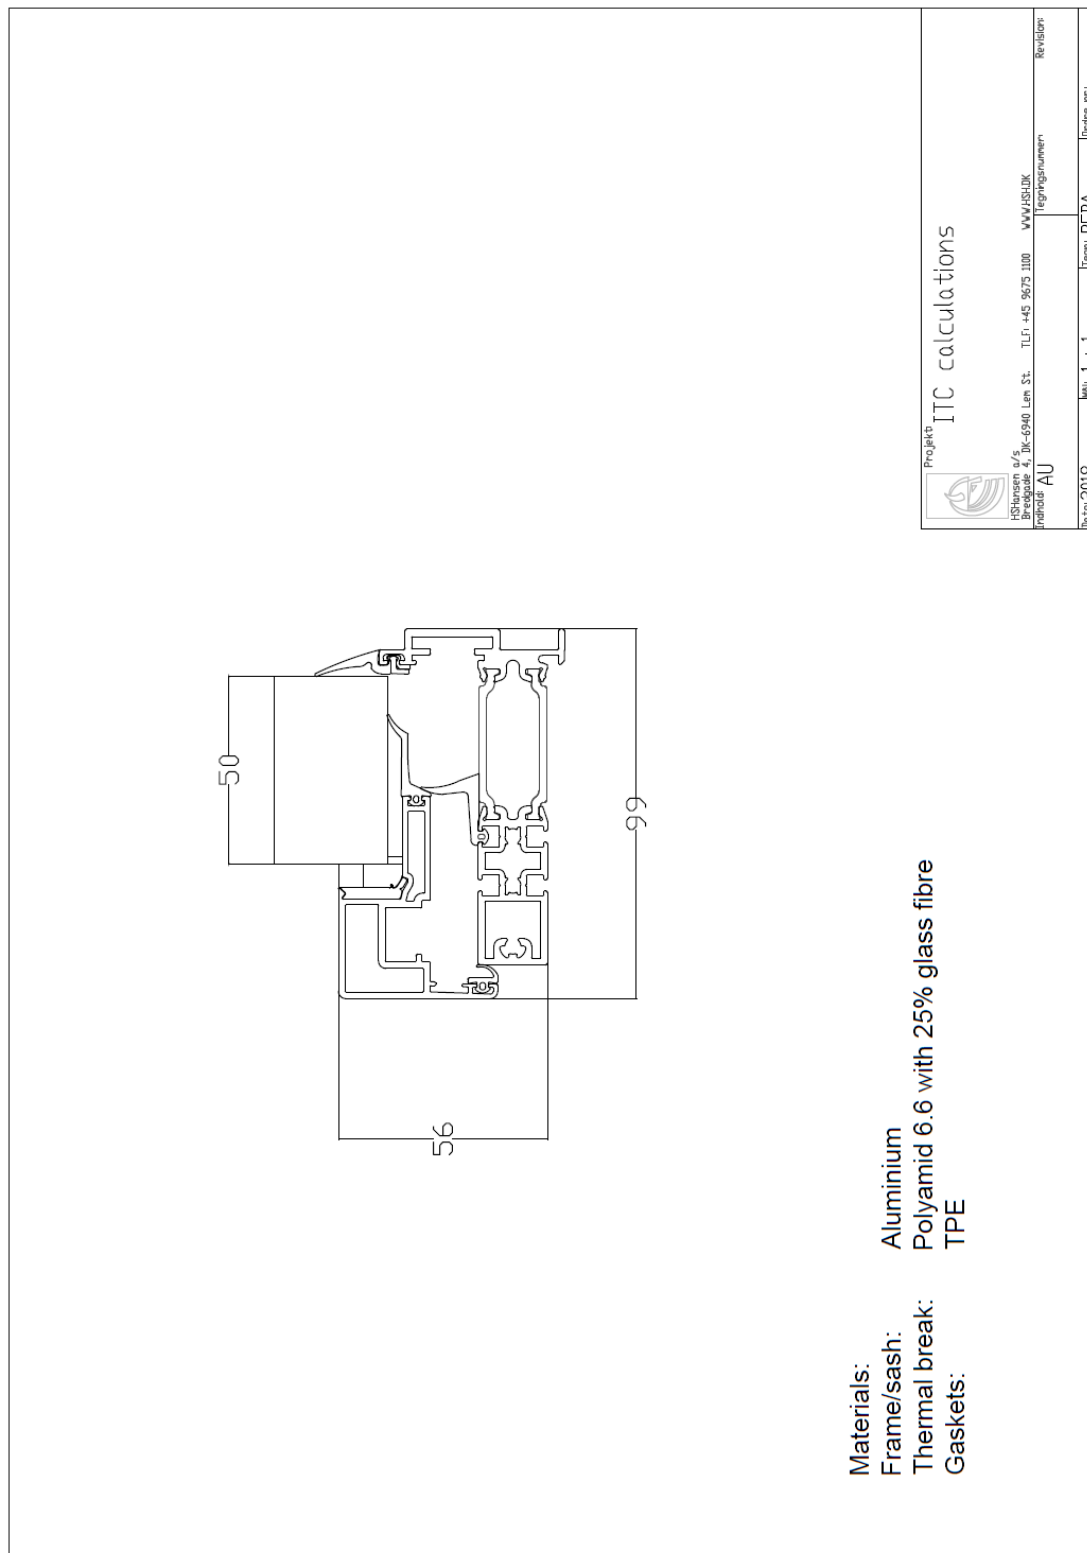 50
99
56
Materials:
Frame/sash: Aluminium
Thermal break: Polyamid 6.6 with 25% glass fibre
Gaskets: TPE
Projekt:
ITC calculations
HSHansen a/s
Bredgade 4, DK-6940 Lem St. TLF: +45 9675 1100 WWW.HSH.DK
Indhold: AU
Tegningsnummer:
Revision: